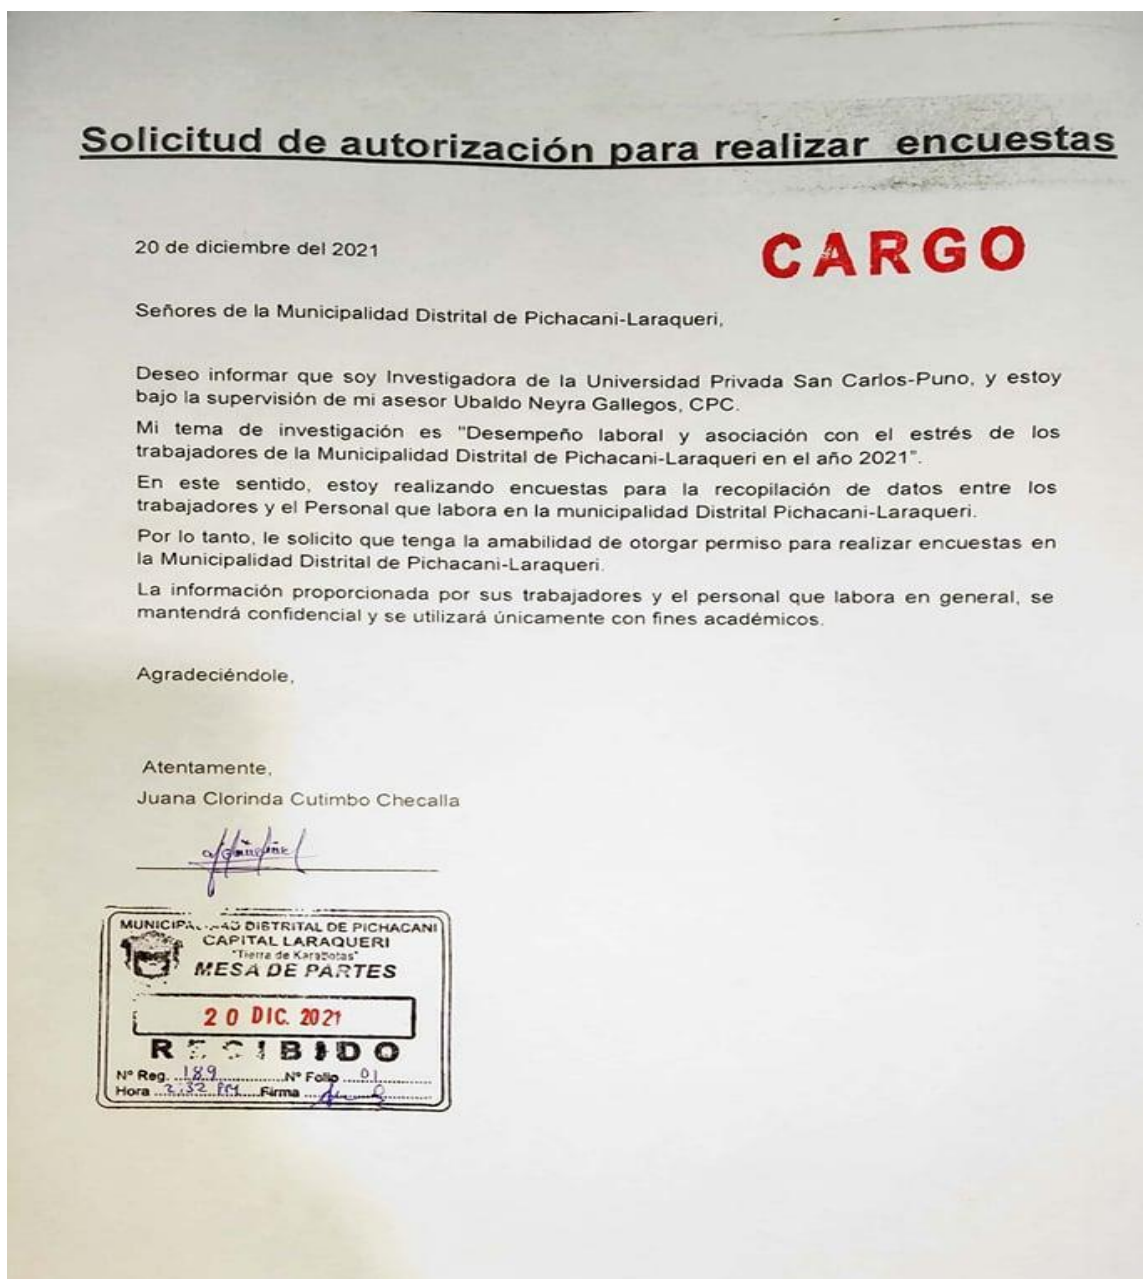 Solicitud de autorización para realizar encuestas
20 de diciembre del 2021
CARGO
Señores de la Municipalidad Distrital de Pichacani-Laraqueri,
Deseo informar que soy Investigadora de la Universidad Privada San Carlos-Puno, y estoy
bajo la supervisión de mi asesor Ubaldo Neyra Gallegos, CPC.
Mi tema de investigación es "Desempeño laboral y asociación con el estrés de los
trabajadores de la Municipalidad Distrital de Pichacani-Laraqueri en el año 2021".
En este sentido, estoy realizando encuestas para la recopilación de datos entre los
trabajadores y el Personal que labora en la municipalidad Distrital Pichacani-Laraqueri.
Por lo tanto, le solicito que tenga la amabilidad de otorgar permiso para realizar encuestas en
la Municipalidad Distrital de Pichacani-Laraqueri.
La información proporcionada por sus trabajadores y el personal que labora en general, se
mantendrá confidencial y se utilizará únicamente con fines académicos.
Agradeciéndole,
Atentamente,
Juana Clorinda Cutimbo Checalla
MUNICIPALIDAD DISTRITAL DE PICHACANI
CAPITAL LARAQUERI
"Tierra de Karabotas"
MESA DE PARTES
20 DIC. 2021
RECIBIDO
Nº Reg. 189 Nº Folio 01
Hora 2:32 PM Firma